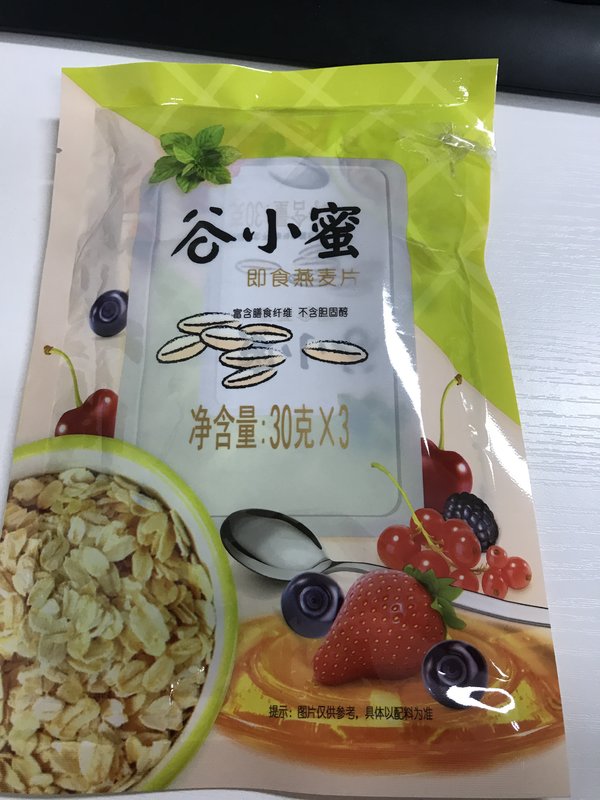 谷小蜜
即食燕麦片
富含膳食纤维 不含胆固醇
净含量:30克X3
提示：图片仅供参考，具体以配料为准